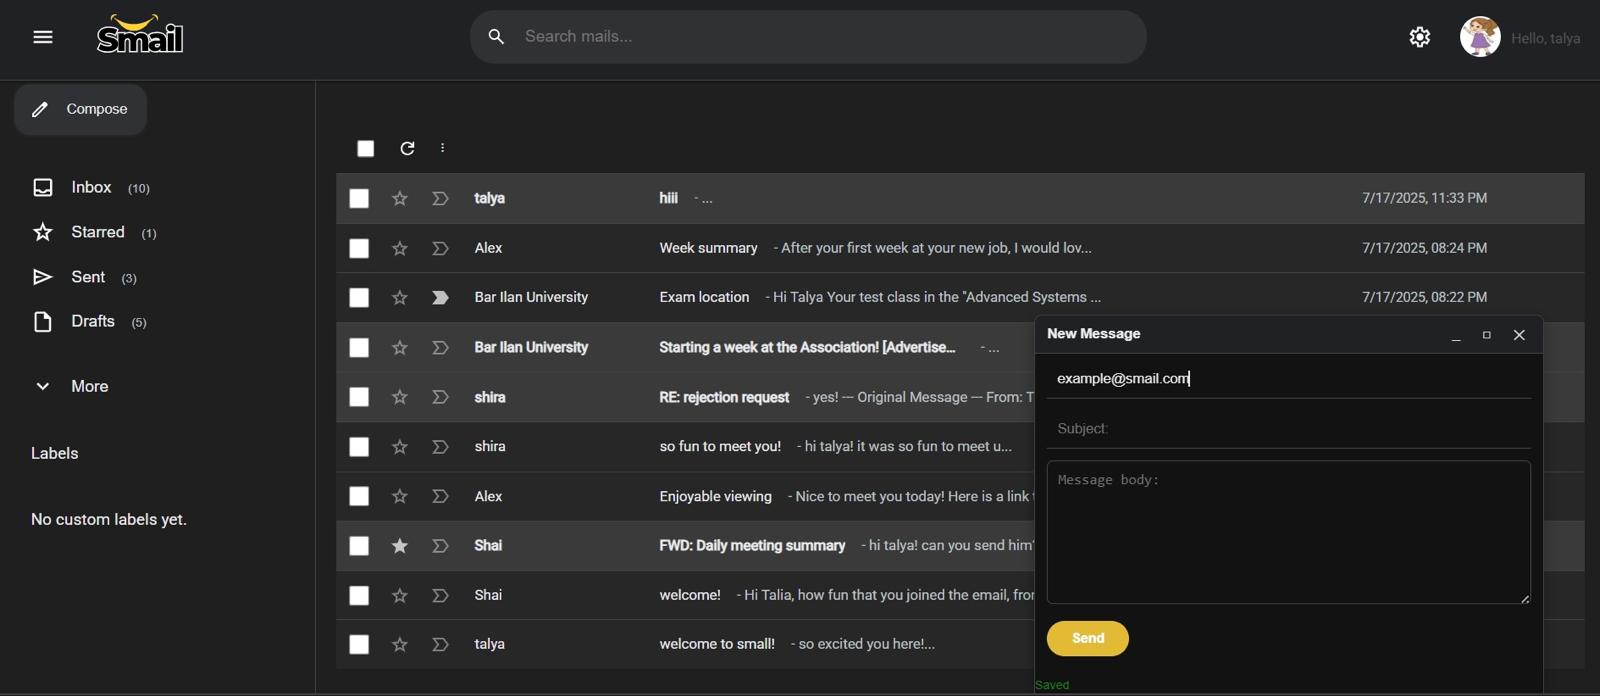 Smail
Search mails...
Hello, talya
Compose
Inbox (10)
Starred (1)
Sent (3)
Drafts (5)
More
Labels
No custom labels yet.
talya hiii - ... 7/17/2025, 11:33 PM
Alex Week summary - After your first week at your new job, I would lov... 7/17/2025, 08:24 PM
Bar Ilan University Exam location - Hi Talya Your test class in the "Advanced Systems ... 7/17/2025, 08:22 PM
Bar Ilan University Starting a week at the Association! [Advertise... - ...
shira RE: rejection request - yes! --- Original Message --- From: T
shira so fun to meet you! - hi talya! it was so fun to meet u...
Alex Enjoyable viewing - Nice to meet you today! Here is a link
Shai FWD: Daily meeting summary - hi talya! can you send him
Shai welcome! - Hi Talia, how fun that you joined the email, fro
talya welcome to small! - so excited you here!...
New Message
example@smail.com
Subject:
Message body:
Send
Saved